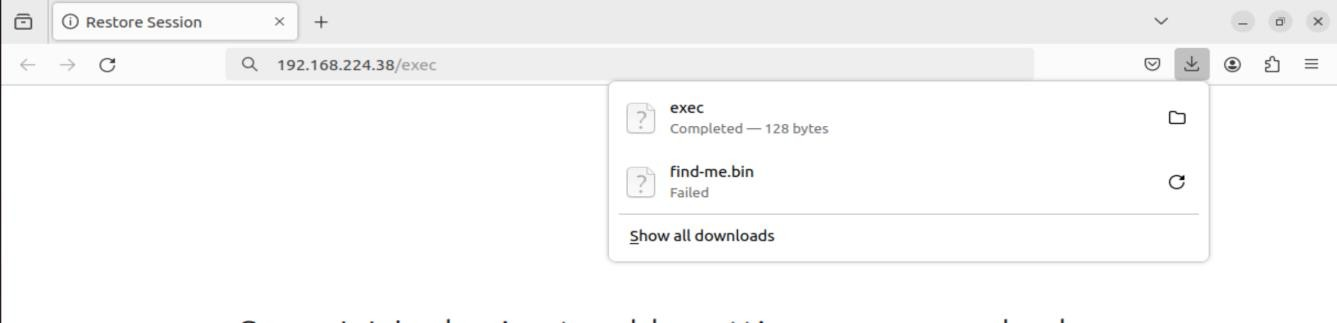 Restore Session
192.168.224.38/exec
exec
Completed — 128 bytes
find-me.bin
Failed
Show all downloads